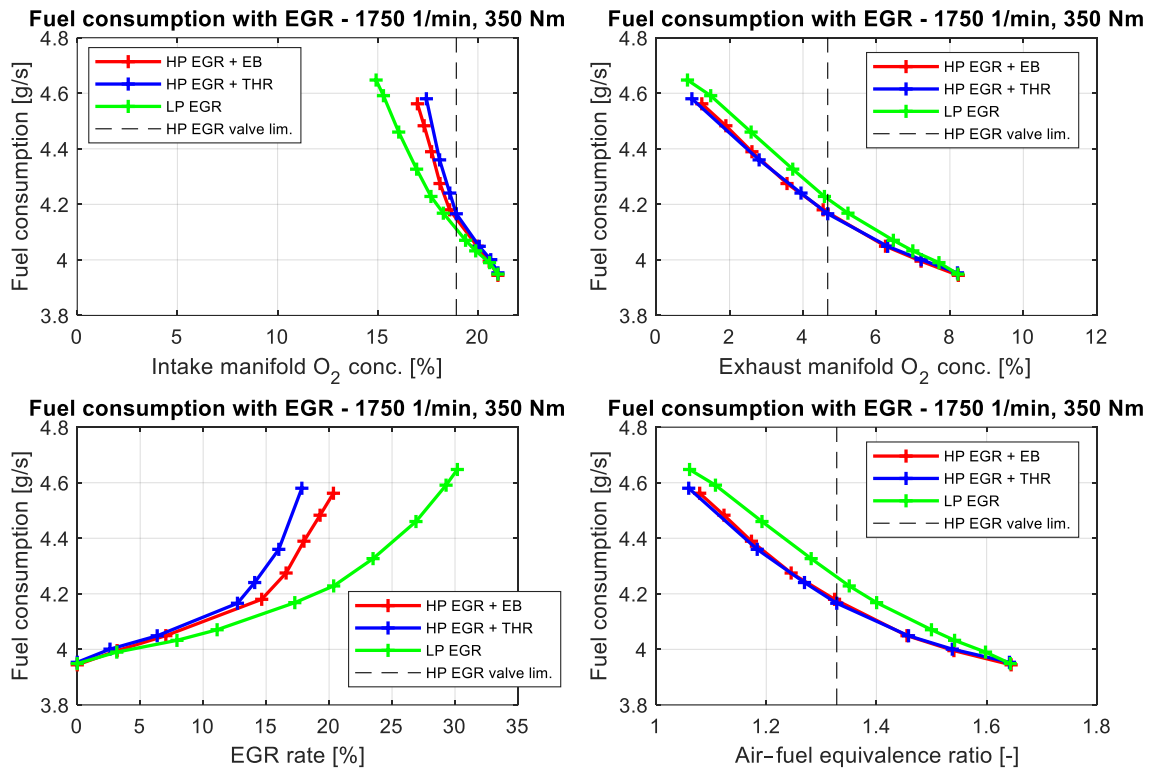 Fuel consumption with EGR - 1750 1/min, 350 Nm
Fuel consumption [g/s]
4.8
4.6
4.4
4.2
4
3.8
HP EGR + EB
HP EGR + THR
LP EGR
HP EGR valve lim.
0
5
10
15
20
Intake manifold O2 conc. [%]
Fuel consumption with EGR - 1750 1/min, 350 Nm
Fuel consumption [g/s]
4.8
4.6
4.4
4.2
4
3.8
HP EGR + EB
HP EGR + THR
LP EGR
HP EGR valve lim.
0
2
4
6
8
10
12
Exhaust manifold O2 conc. [%]
Fuel consumption with EGR - 1750 1/min, 350 Nm
Fuel consumption [g/s]
4.8
4.6
4.4
4.2
4
3.8
HP EGR + EB
HP EGR + THR
LP EGR
HP EGR valve lim.
0
5
10
15
20
25
30
35
EGR rate [%]
Fuel consumption with EGR - 1750 1/min, 350 Nm
Fuel consumption [g/s]
4.8
4.6
4.4
4.2
4
3.8
HP EGR + EB
HP EGR + THR
LP EGR
HP EGR valve lim.
1
1.2
1.4
1.6
1.8
Air−fuel equivalence ratio [-]